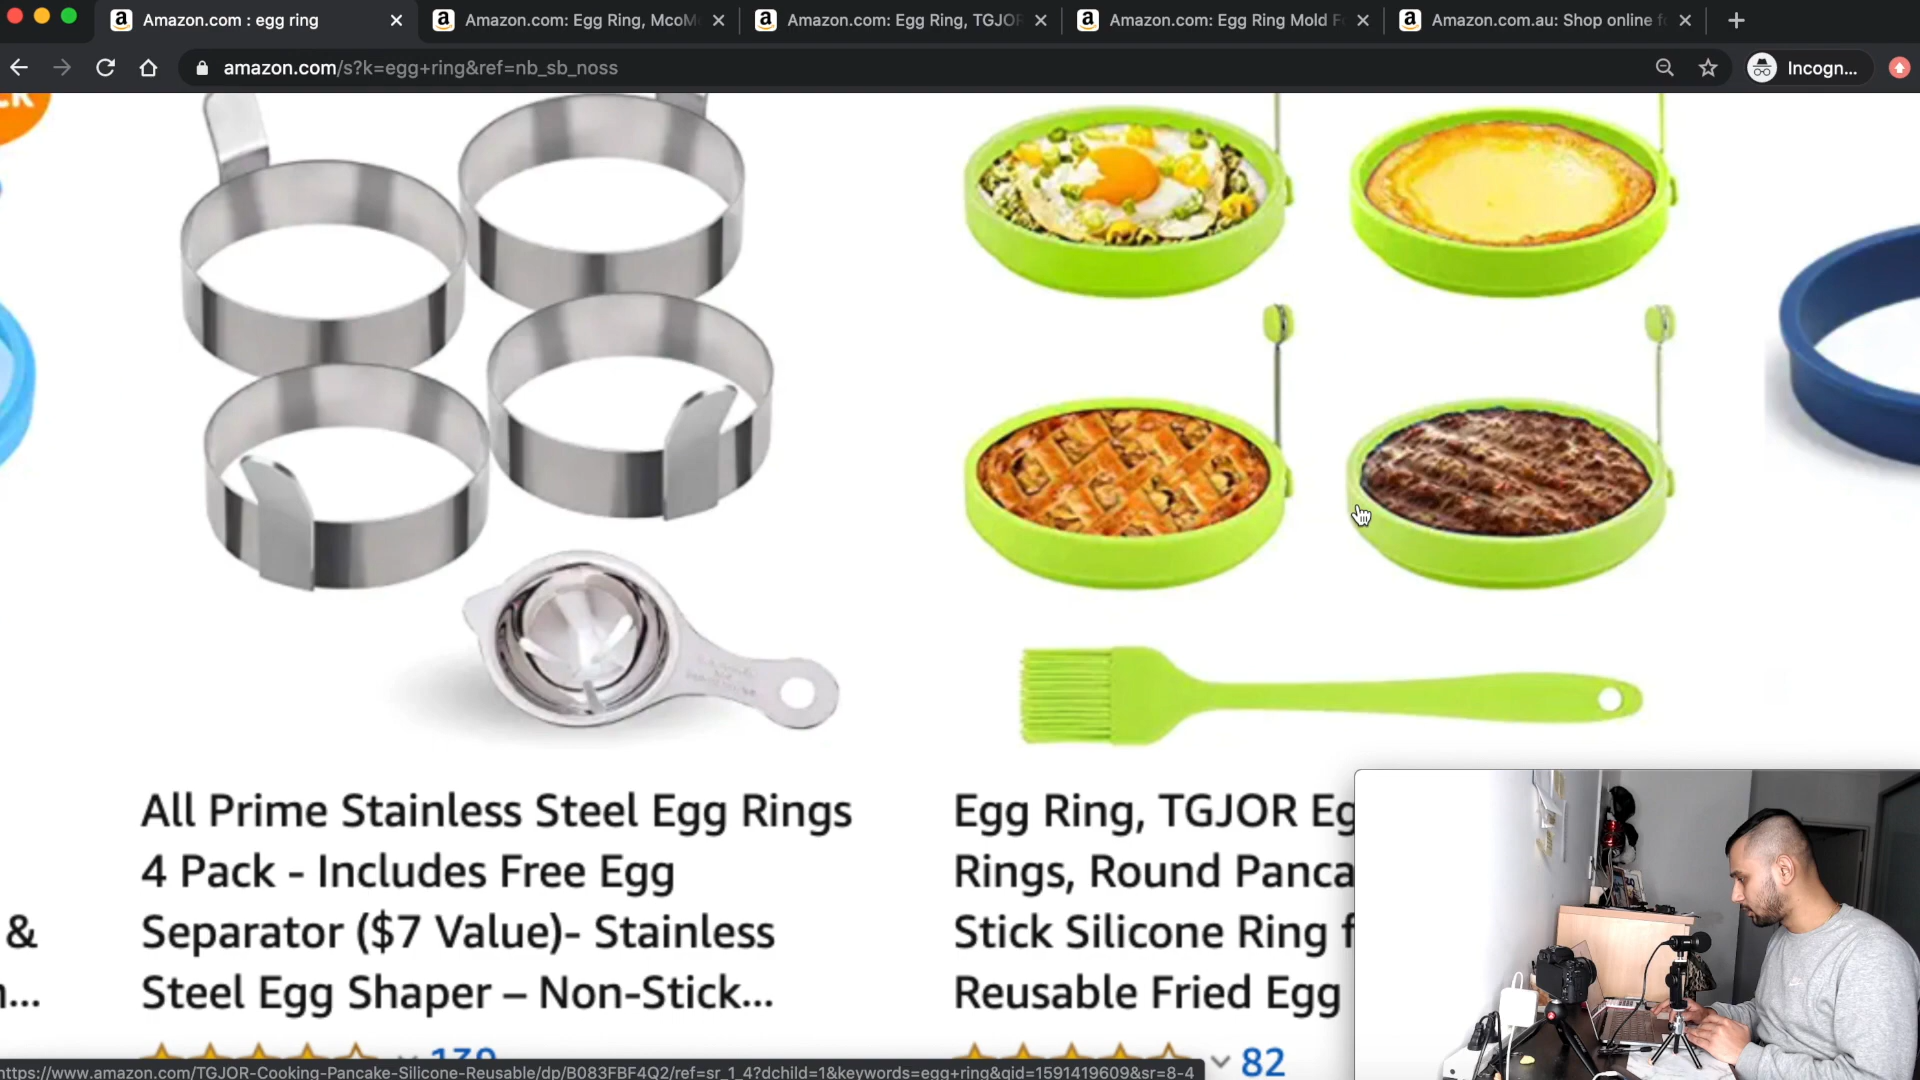 Amazon.com : egg ring
Amazon.com: Egg Ring, McoM
Amazon.com: Egg Ring, TGJOR
Amazon.com: Egg Ring Mold F
Amazon.com.au: Shop online f
amazon.com/s?k=egg+ring&ref=nb_sb_noss
Incogn...
CK
All Prime Stainless Steel Egg Rings
4 Pack - Includes Free Egg
Separator ($7 Value)- Stainless
Steel Egg Shaper – Non-Stick...
139
&
...
Egg Ring, TGJOR Eg
Rings, Round Panca
Stick Silicone Ring f
Reusable Fried Egg
82
https://www.amazon.com/TGJOR-Cooking-Pancake-Silicone-Reusable/dp/B083FBF4Q2/ref=sr_1_4?dchild=1&keywords=egg+ring&qid=1591419609&sr=8-4